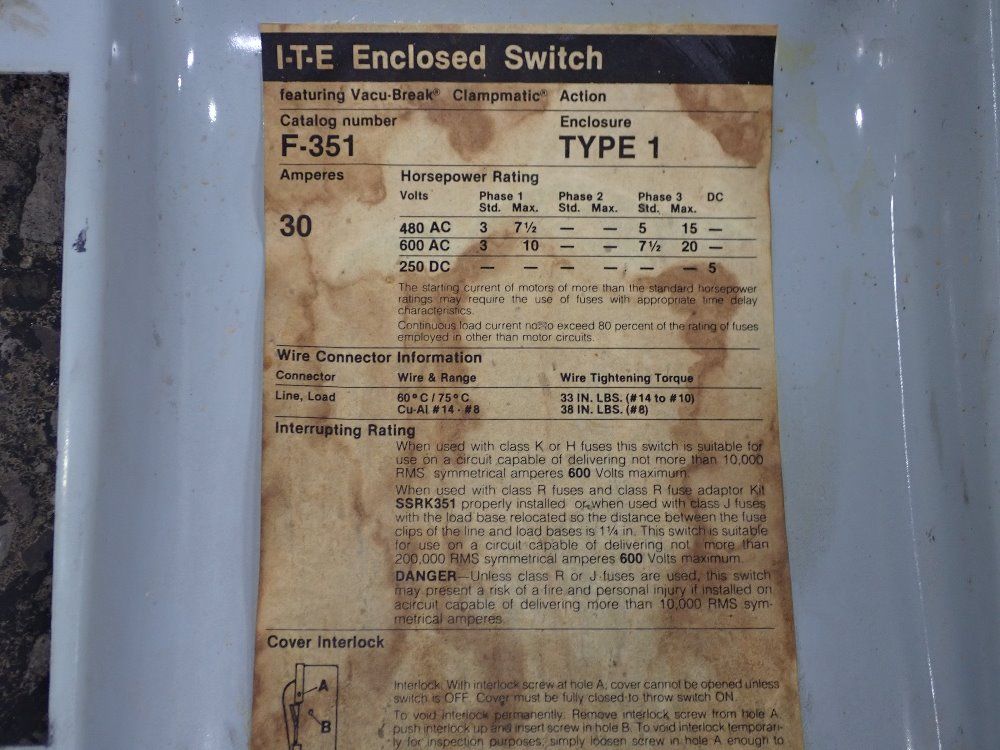 I-T-E Enclosed Switch
featuring Vacu-Break® Clampmatic® Action
Catalog number Enclosure
F-351 TYPE 1
Amperes Horsepower Rating
Volts Phase 1 Phase 2 Phase 3 DC
Std. Max. Std. Max. Std. Max.
30
480 AC 3 7½ — — 5 15 —
600 AC 3 10 — — 7½ 20 —
250 DC — — — — — — 5
The starting current of motors of more than the standard horsepower
ratings may require the use of fuses with appropriate time delay
characteristics.
Continuous load current not to exceed 80 percent of the rating of fuses
employed in other than motor circuits.
Wire Connector Information
Connector Wire & Range Wire Tightening Torque
Line, Load 60°C / 75°C 33 IN. LBS. (#14 to #10)
Cu-Al #14 - #8 38 IN. LBS. (#8)
Interrupting Rating
When used with class K or H fuses this switch is suitable for
use on a circuit capable of delivering not more than 10,000
RMS symmetrical amperes 600 Volts maximum.
When used with class R fuses and class R fuse adaptor Kit
SSRK351 properly installed or when used with class J fuses
with the load base relocated so the distance between the fuse
clips of the line and load bases is 1¼ in. This switch is suitable
for use on a circuit capable of delivering not more than
200,000 RMS symmetrical amperes 600 Volts maximum.
DANGER—Unless class R or J fuses are used, this switch
may present a risk of a fire and personal injury if installed on
acircuit capable of delivering more than 10,000 RMS sym-
metrical amperes.
Cover Interlock
A
B
Interlock: With interlock screw at hole A, cover cannot be opened unless
switch is OFF. Cover must be fully closed to throw switch ON.
To void interlock permanently: Remove interlock screw from hole A,
push interlock up and insert screw in hole B. To void interlock temporari-
ly for inspection purposes, simply loosen screw in hole A enough to